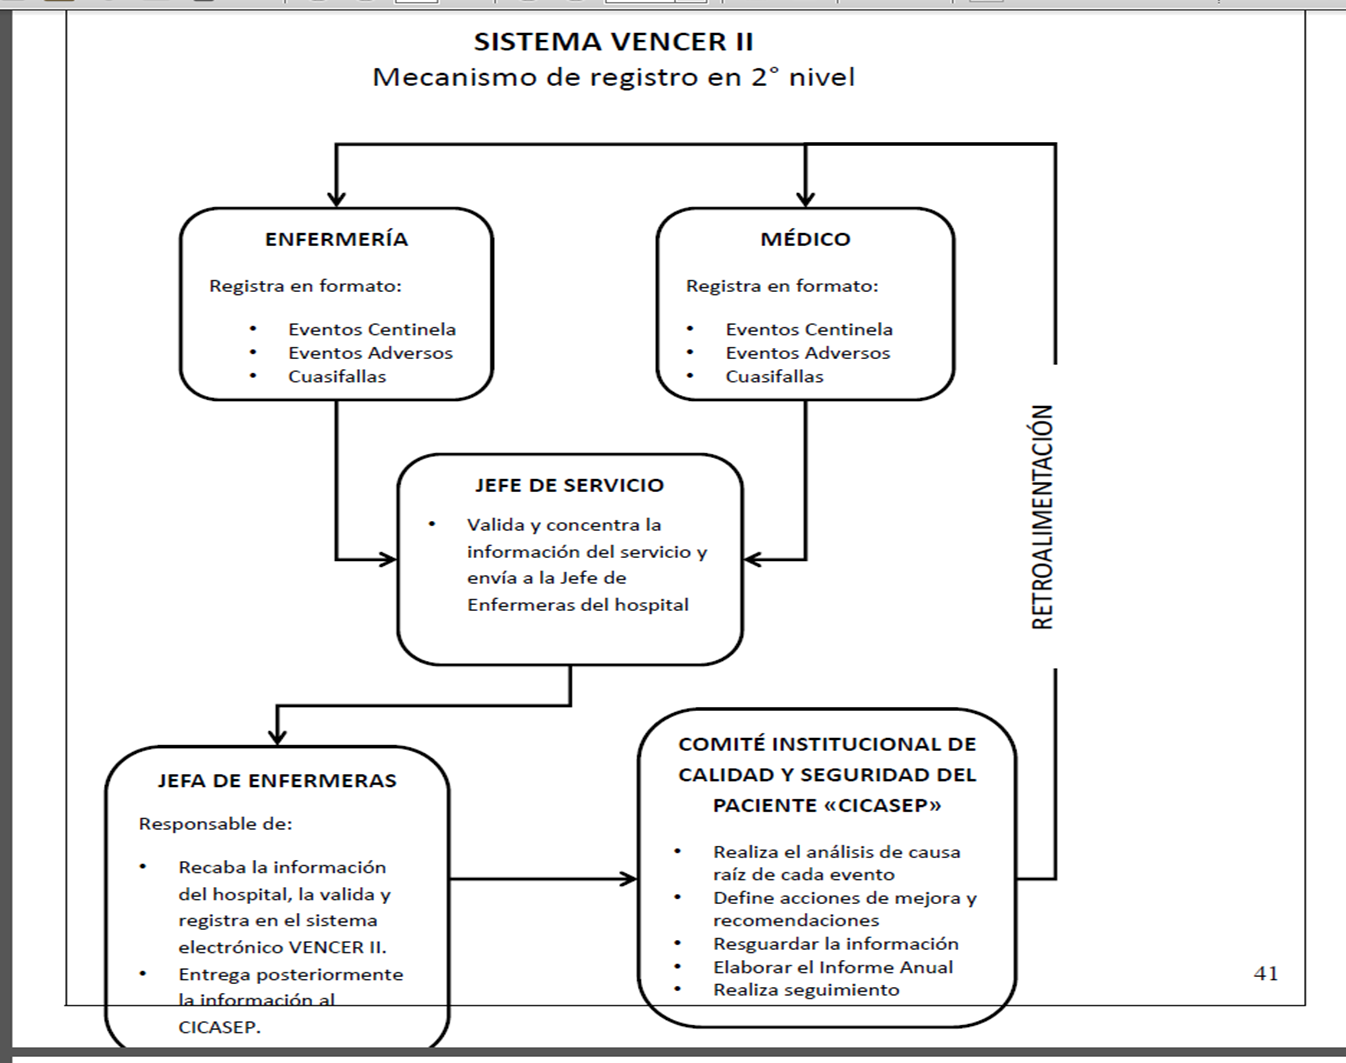 SISTEMA VENCER II
Mecanismo de registro en 2° nivel
ENFERMERÍA
Registra en formato:
• Eventos Centinela
• Eventos Adversos
• Cuasifallas
MÉDICO
Registra en formato:
• Eventos Centinela
• Eventos Adversos
• Cuasifallas
JEFE DE SERVICIO
• Valida y concentra la
información del servicio y
envía a la Jefe de
Enfermeras del hospital
RETROALIMENTACIÓN
JEFA DE ENFERMERAS
Responsable de:
• Recaba la información
del hospital, la valida y
registra en el sistema
electrónico VENCER II.
• Entrega posteriormente
la información al
CICASEP.
COMITÉ INSTITUCIONAL DE
CALIDAD Y SEGURIDAD DEL
PACIENTE «CICASEP»
• Realiza el análisis de causa
raíz de cada evento
• Define acciones de mejora y
recomendaciones
• Resguardar la información
• Elaborar el Informe Anual
• Realiza seguimiento
41